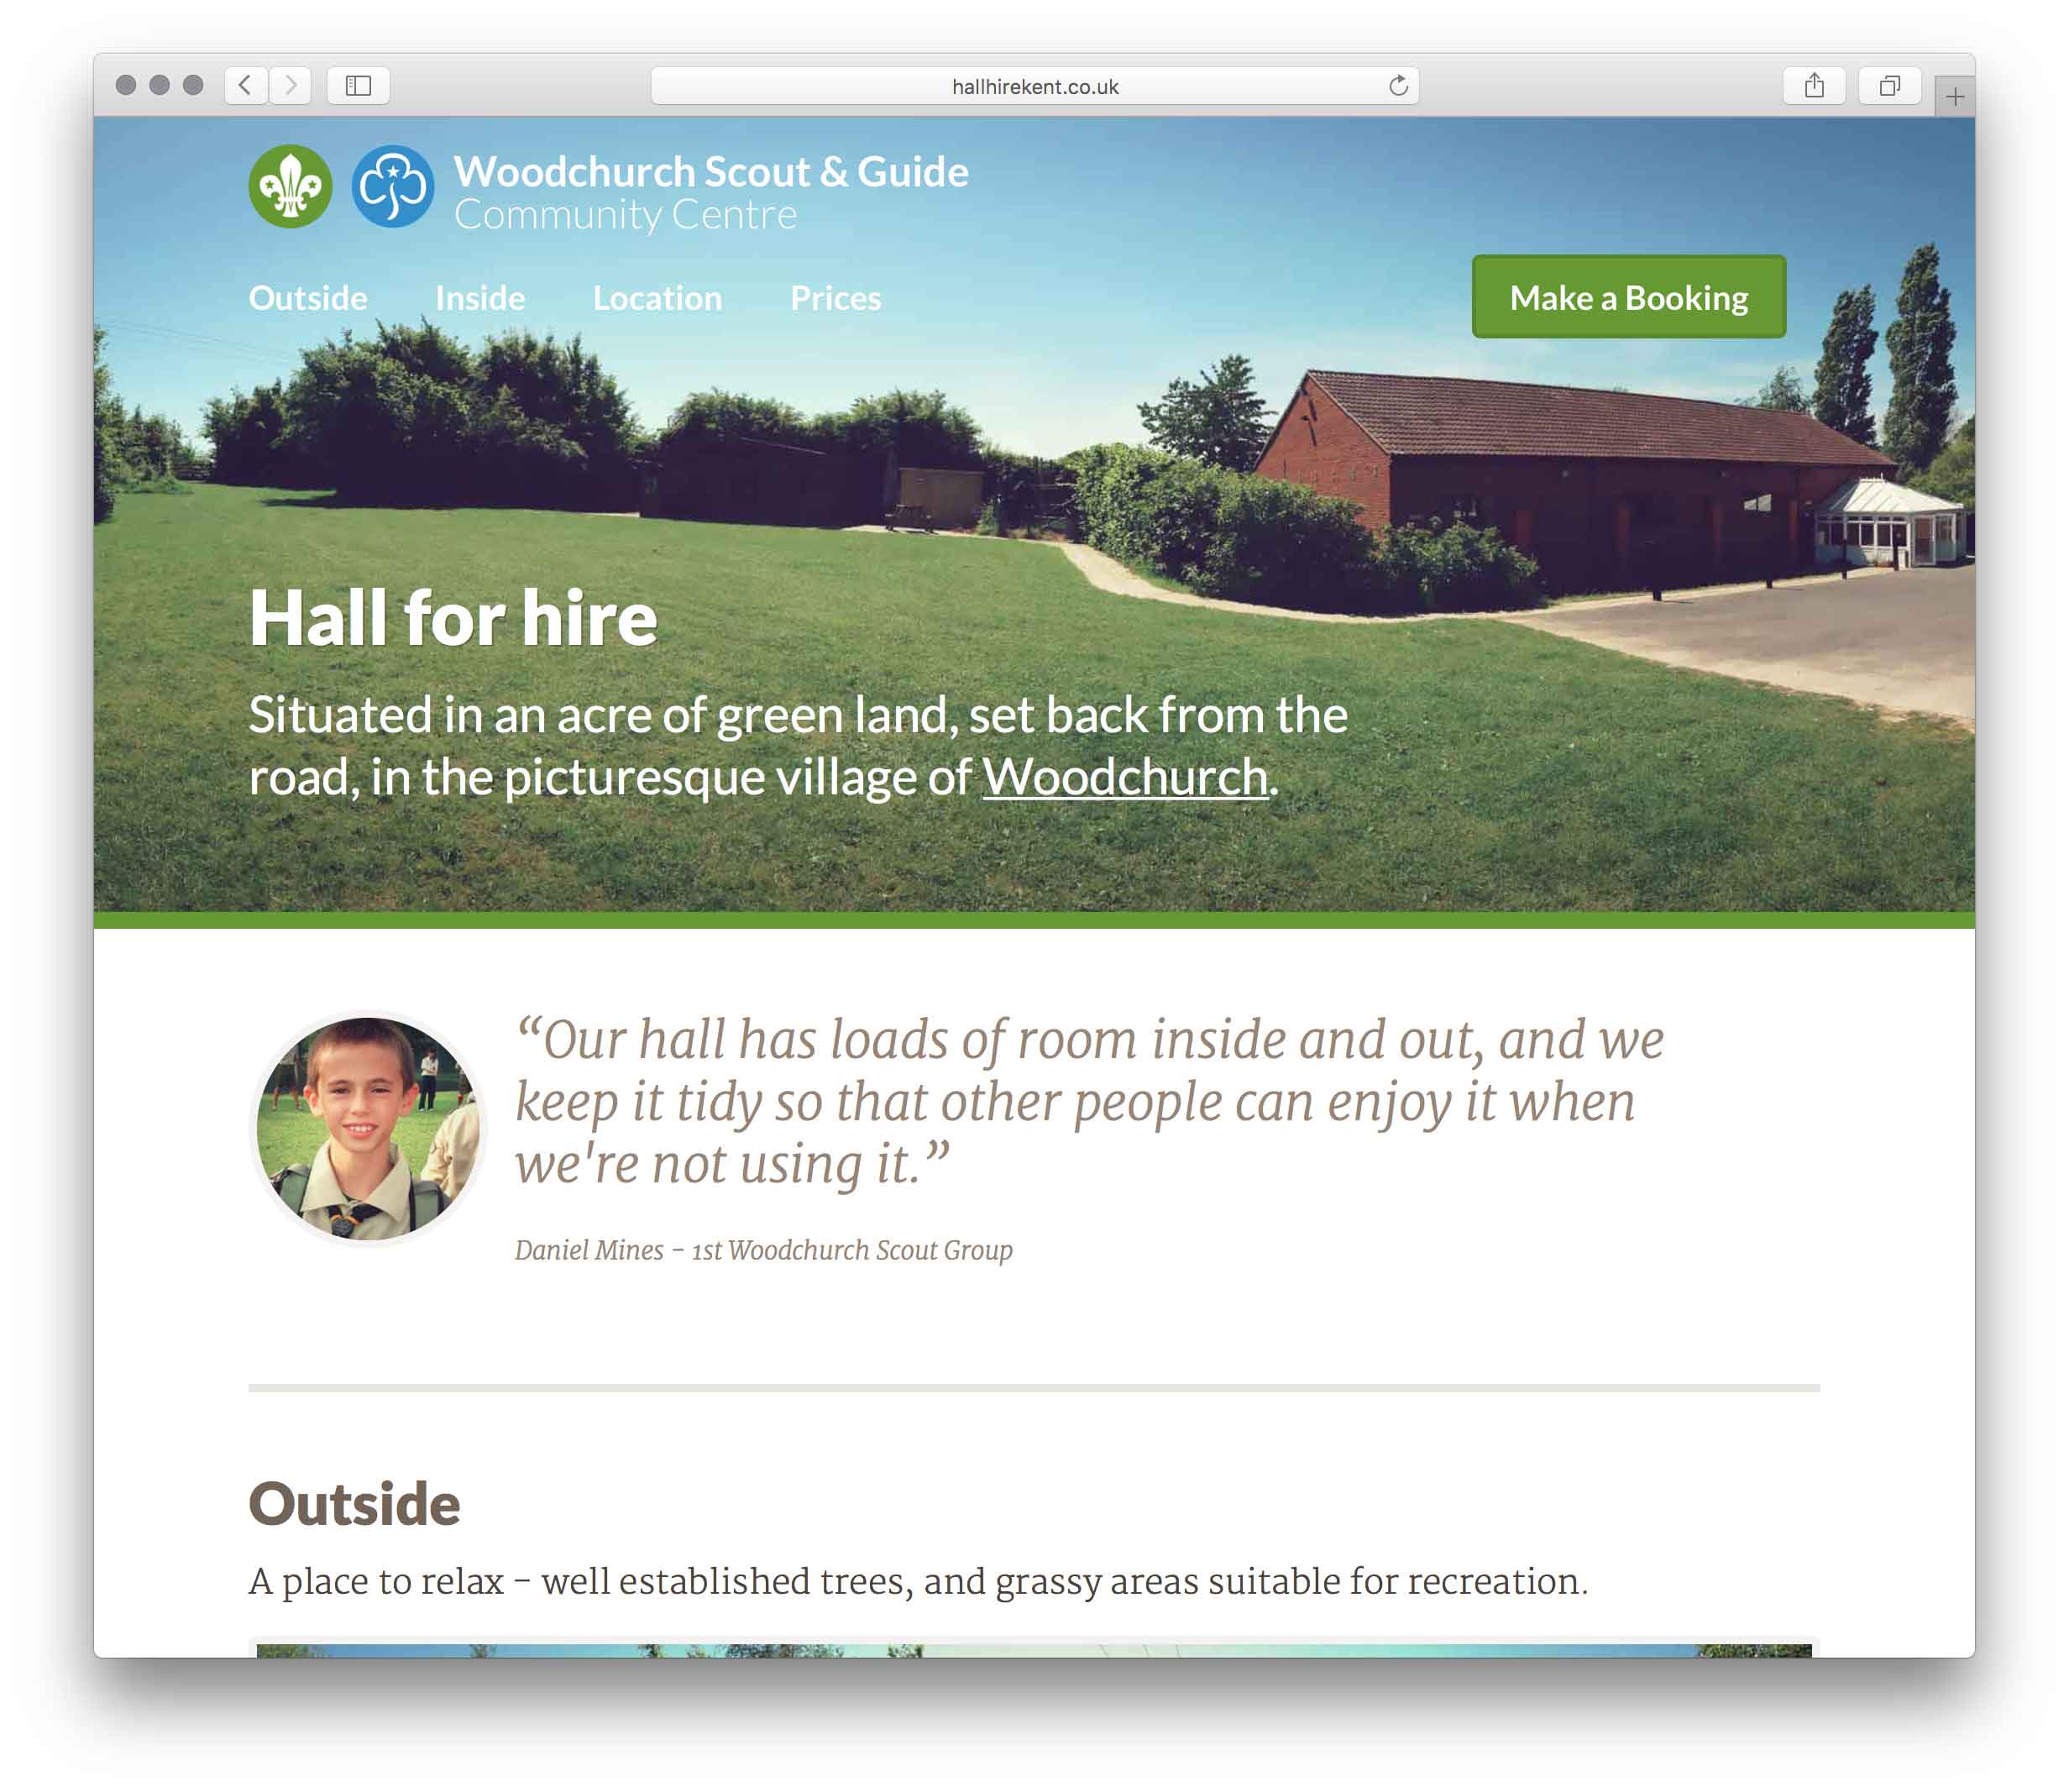 hallhirekent.co.uk
Woodchurch Scout & Guide
Community Centre
Outside Inside Location Prices
Make a Booking
Hall for hire
Situated in an acre of green land, set back from the
road, in the picturesque village of Woodchurch.
“Our hall has loads of room inside and out, and we
keep it tidy so that other people can enjoy it when
we're not using it.”
Daniel Mines – 1st Woodchurch Scout Group
Outside
A place to relax – well established trees, and grassy areas suitable for recreation.